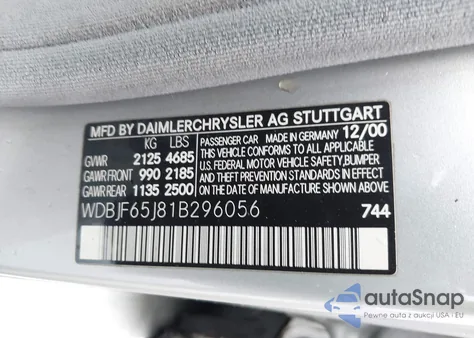 MFD BY DAIMLERCHRYSLER AG STUTTGART
KG LBS PASSENGER CAR MADE IN GERMANY 12/00
GVWR 2125 4685 THIS VEHICLE CONFORMS TO ALL APPLICABLE
GAWR FRONT 990 2185 U.S. FEDERAL MOTOR VEHICLE SAFETY, BUMPER
GAWR REAR 1135 2500 AND THEFT PREVENTION STANDARDS IN EFFECT ON THE DATE OF MANUFACTURE SHOWN ABOVE.
WDBJF65J81B296056 744
autoSnap
Pewne auta z aukcji USA i EU